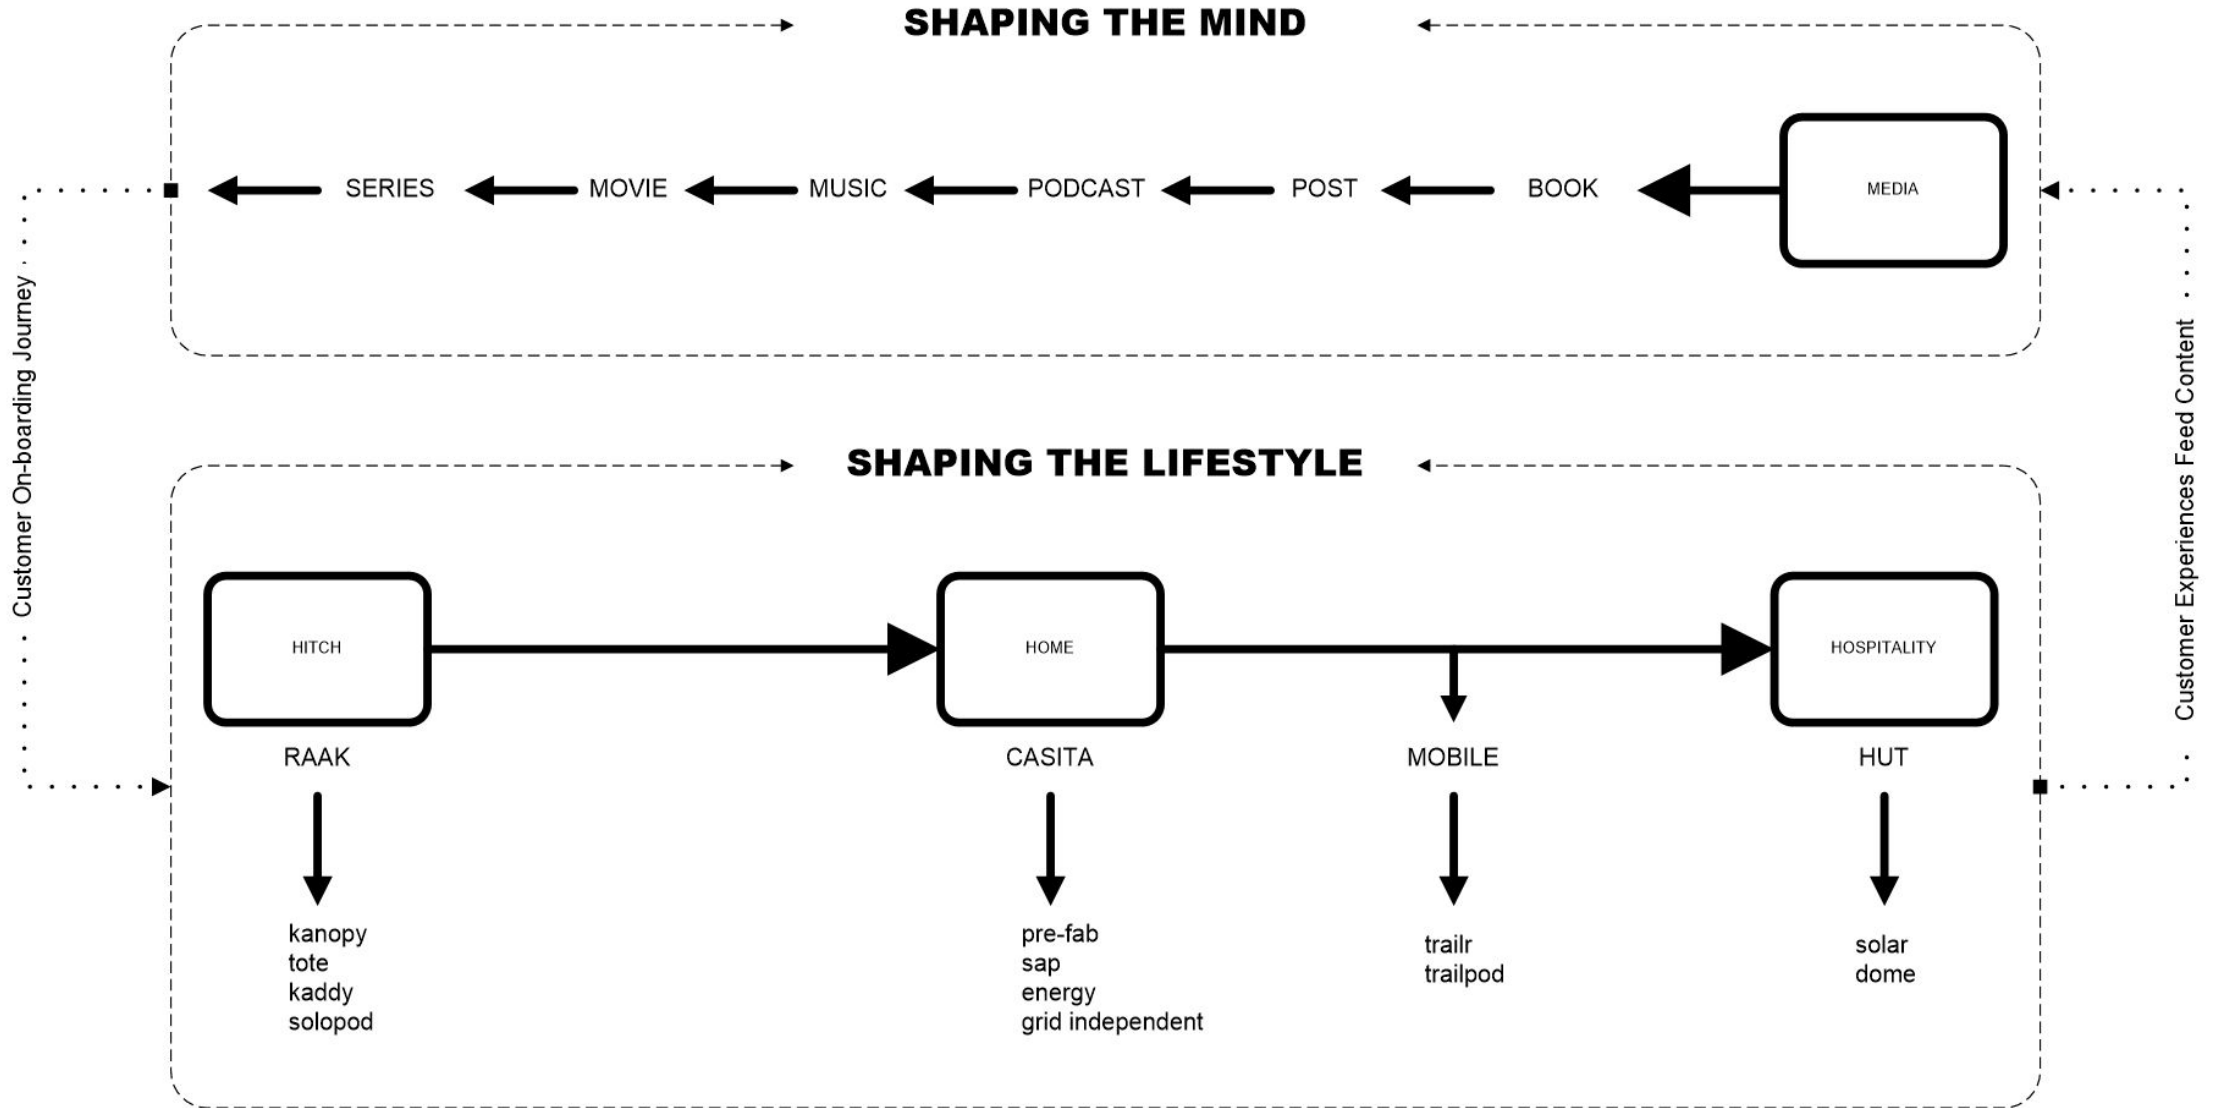 SHAPING THE MIND
SERIES
MOVIE
MUSIC
PODCAST
POST
BOOK
MEDIA
Customer On-boarding Journey
Customer Experiences Feed Content
SHAPING THE LIFESTYLE
HITCH
HOME
HOSPITALITY
RAAK
CASITA
MOBILE
HUT
kanopy
tote
kaddy
solopod
pre-fab
sap
energy
grid independent
trailr
trailpod
solar
dome